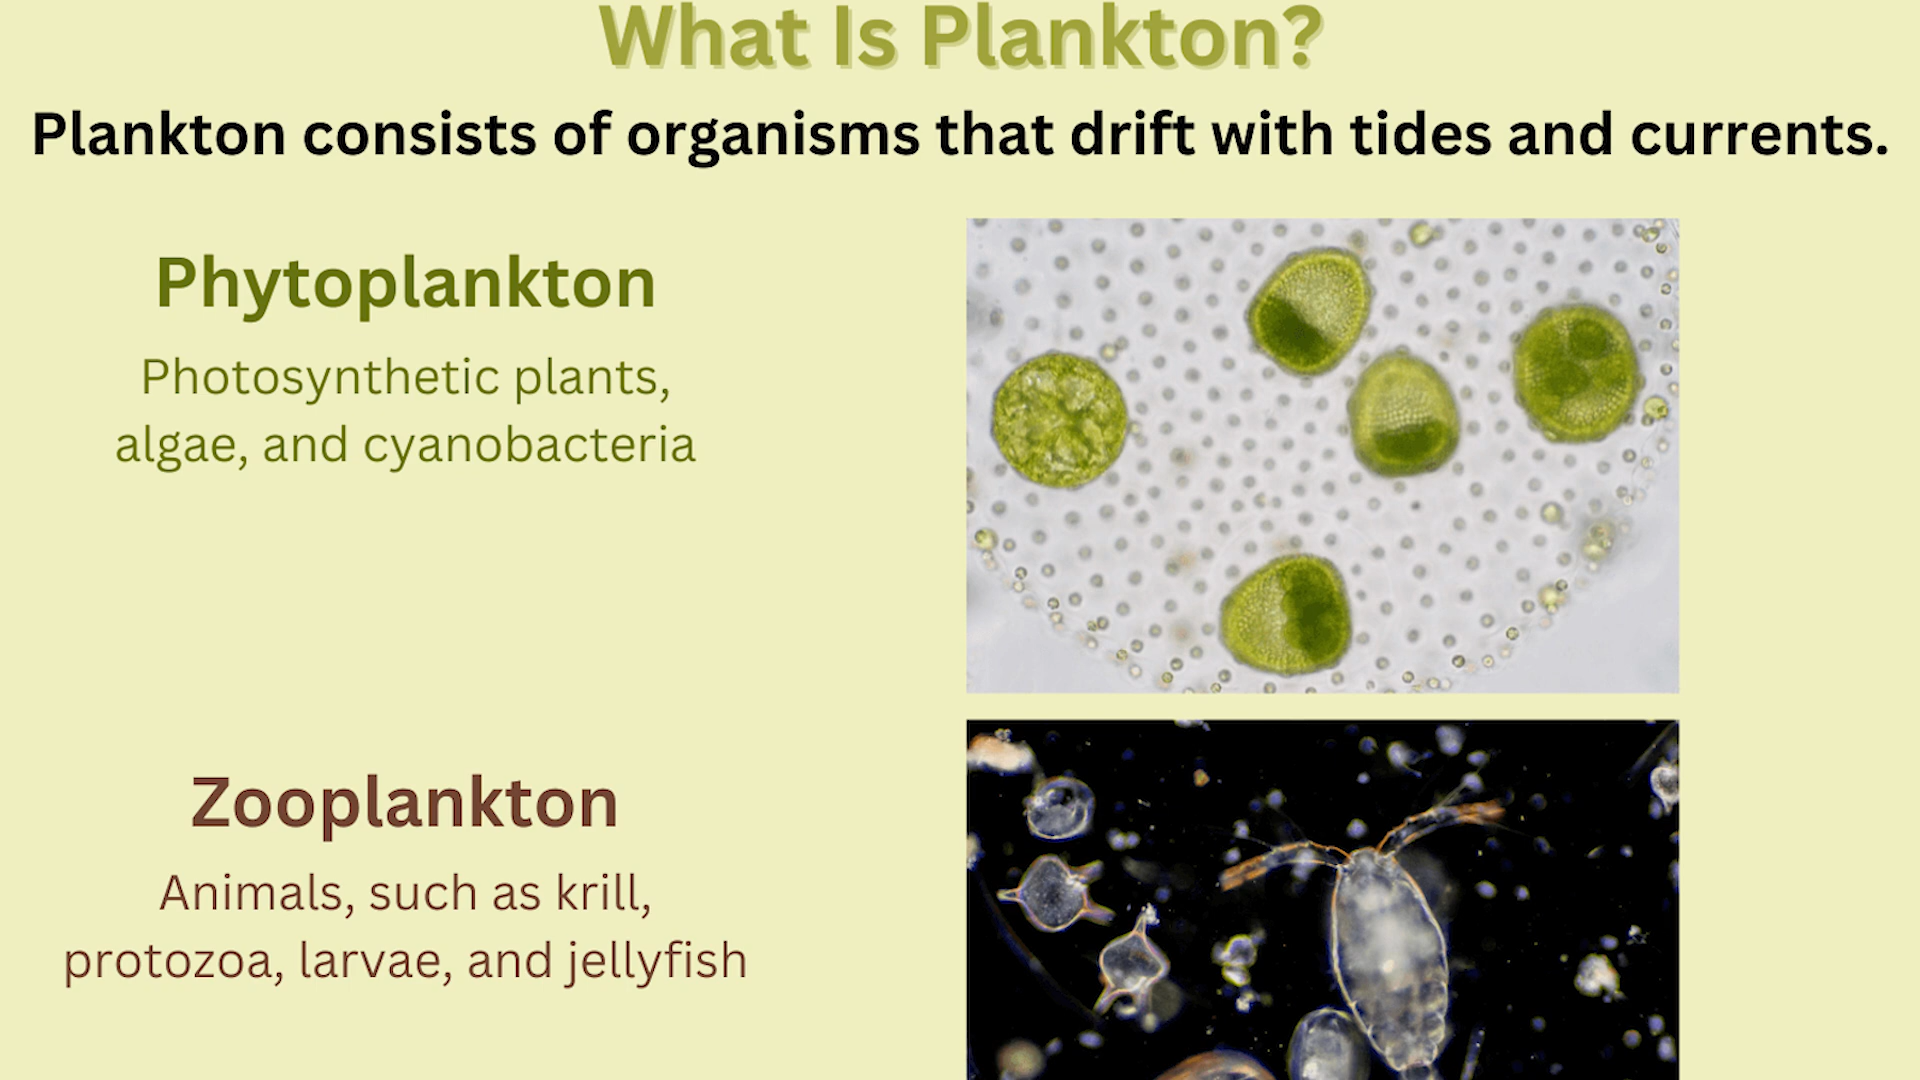 What Is Plankton?
Plankton consists of organisms that drift with tides and currents.
Phytoplankton
Photosynthetic plants,
algae, and cyanobacteria
Zooplankton
Animals, such as krill,
protozoa, larvae, and jellyfish